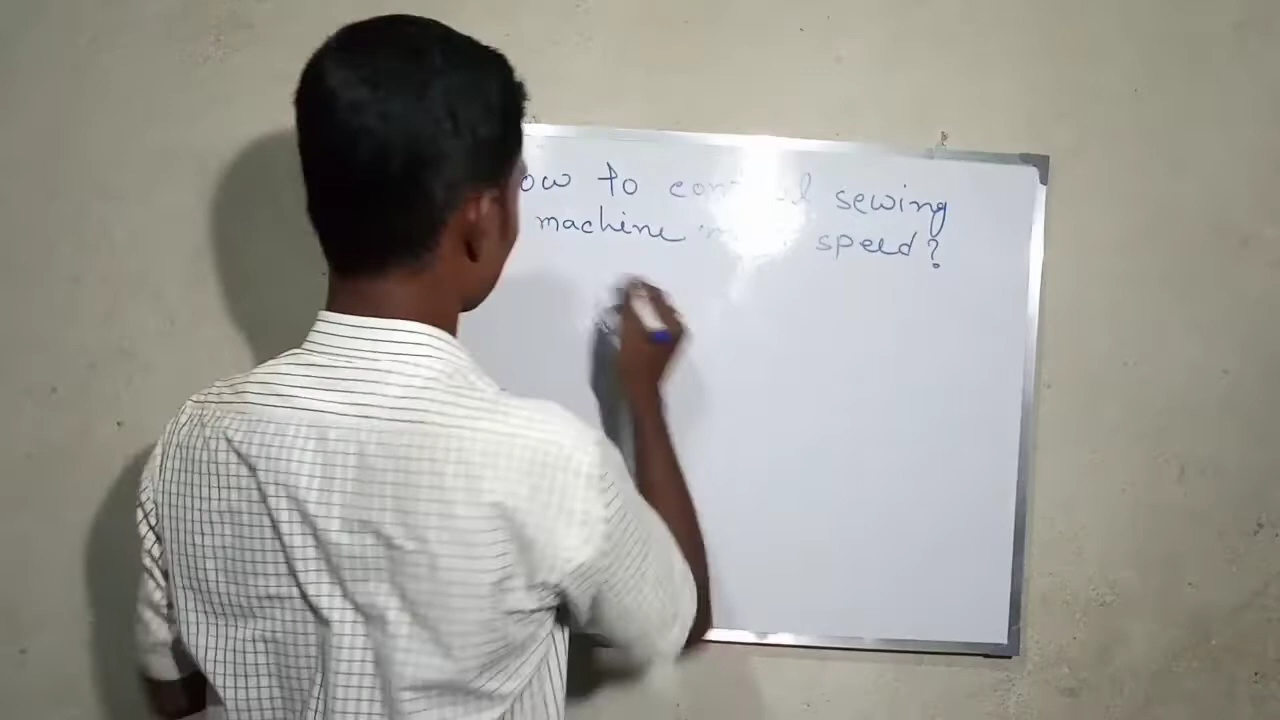 ow to control sewing
machine speed?